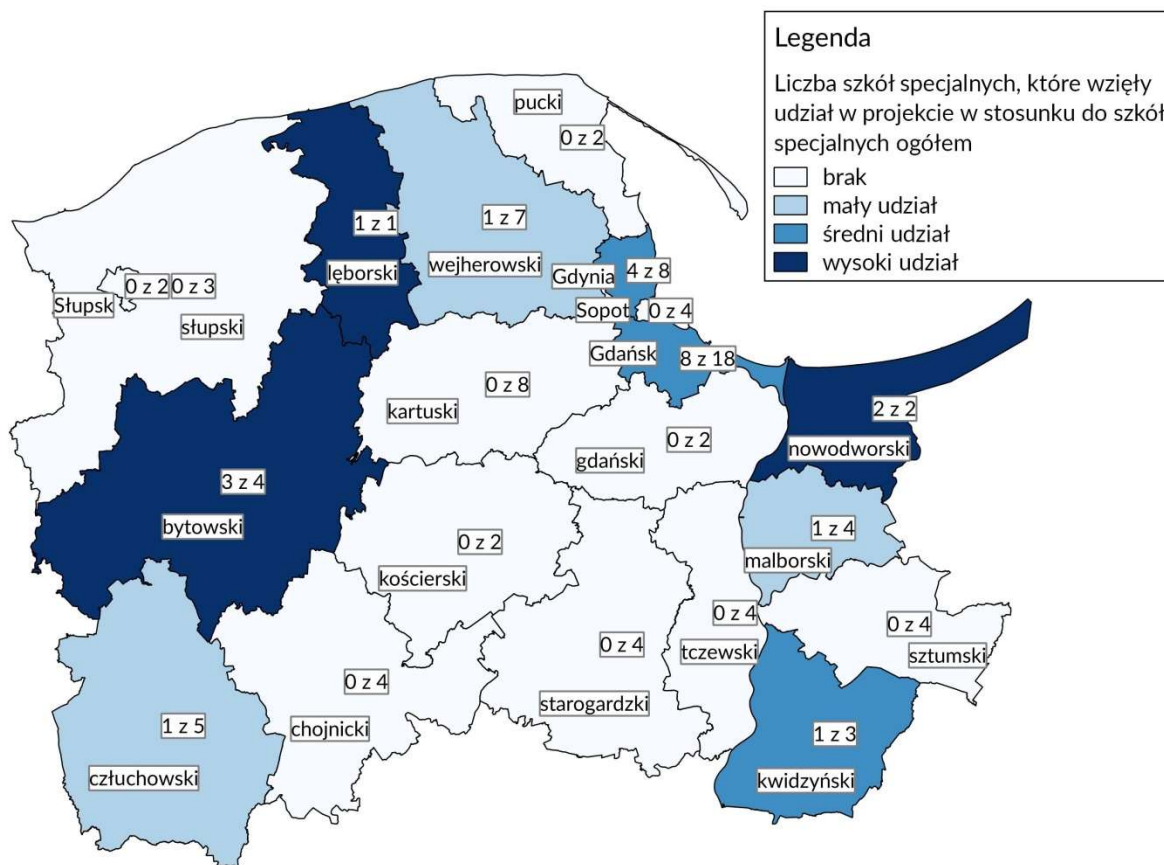 Legenda
Liczba szkół specjalnych, które wzięły
udział w projekcie w stosunku do szkół
specjalnych ogółem
brak
mały udział
średni udział
wysoki udział
pucki
0 z 2
1 z 1
lęborski
1 z 7
wejherowski
Gdynia
4 z 8
Sopot
0 z 4
Słupsk
0 z 2
0 z 3
słupski
Gdańsk
8 z 18
0 z 8
kartuski
0 z 2
gdański
2 z 2
nowodworski
3 z 4
bytowski
0 z 2
kościerski
1 z 4
malborski
0 z 4
tczewski
0 z 4
sztumski
0 z 4
starogardzki
0 z 4
chojnicki
1 z 5
człuchowski
1 z 3
kwidzyński